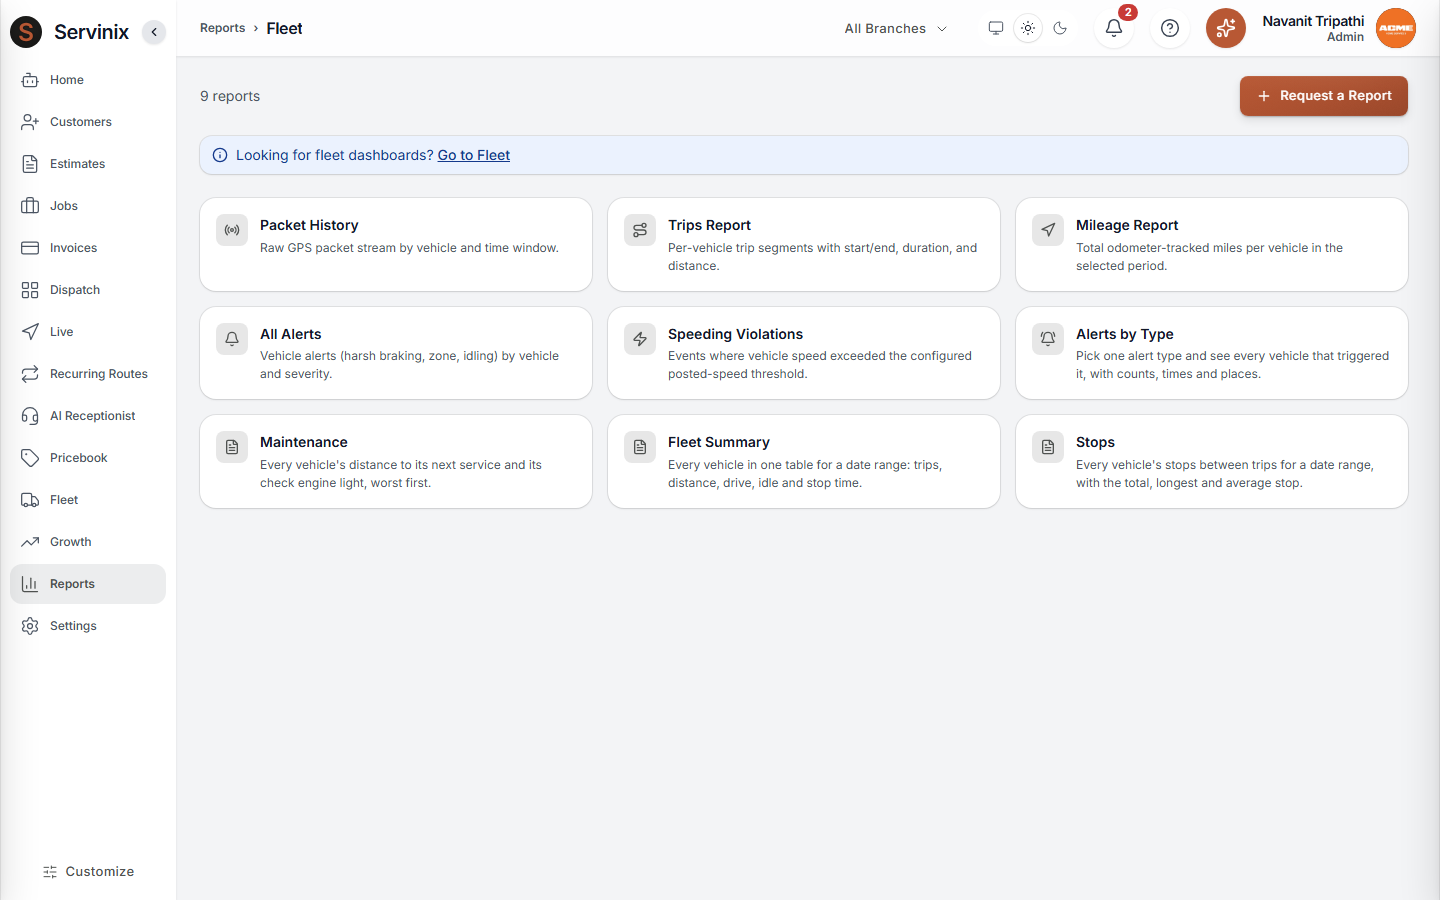 S Servinix
Home
Customers
Estimates
Jobs
Invoices
Dispatch
Live
Recurring Routes
AI Receptionist
Pricebook
Fleet
Growth
Reports
Settings
Customize
Reports › Fleet
All Branches
2
Navanit Tripathi
Admin
ACME
9 reports
+ Request a Report
Looking for fleet dashboards? Go to Fleet
Packet History
Raw GPS packet stream by vehicle and time window.
Trips Report
Per-vehicle trip segments with start/end, duration, and
distance.
Mileage Report
Total odometer-tracked miles per vehicle in the
selected period.
All Alerts
Vehicle alerts (harsh braking, zone, idling) by vehicle
and severity.
Speeding Violations
Events where vehicle speed exceeded the configured
posted-speed threshold.
Alerts by Type
Pick one alert type and see every vehicle that triggered
it, with counts, times and places.
Maintenance
Every vehicle's distance to its next service and its
check engine light, worst first.
Fleet Summary
Every vehicle in one table for a date range: trips,
distance, drive, idle and stop time.
Stops
Every vehicle's stops between trips for a date range,
with the total, longest and average stop.